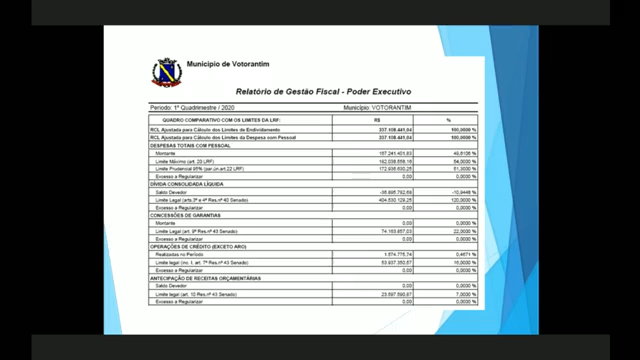 Município de Votorantim
Relatório de Gestão Fiscal - Poder Executivo
Período: 1º Quadrimestre / 2020 Município: VOTORANTIM
QUADRO COMPARATIVO COM OS LIMITES DA LRF: R$ %
RCL Ajustada para Cálculo dos Limites de Endividamento 337.108.441,04 100,0000 %
RCL Ajustada para Cálculo dos Limites da Despesa com Pessoal 337.108.441,04 100,0000 %
DESPESAS TOTAIS COM PESSOAL
Montante 167.241.401,83 49,6106 %
Limite Máximo (art. 20 LRF) 182.038.558,16 54,0000 %
Limite Prudencial 95% (par.ún.art.22 LRF) 172.936.630,25 51,3000 %
Excesso a Regularizar 0,00 0,0000 %
DÍVIDA CONSOLIDADA LÍQUIDA
Saldo Devedor -10,9446 %
Limite Legal (arts.3º e 4º Res.nº 40 Senado) 404.530.129,25 120,0000 %
Excesso a Regularizar 0,00 0,0000 %
CONCESSÕES DE GARANTIAS
Montante 0,00 0,0000 %
Limite Legal (art. 9º Res.nº 43 Senado) 74.163.857,03 22,0000 %
Excesso a Regularizar 0,00 0,0000 %
OPERAÇÕES DE CRÉDITO (EXCETO ARO)
Realizadas no Período 1.574.775,74 0,4671 %
Limite legal (inc. I, art. 7º Res.nº 43 Senado) 53.937.350,57 16,0000 %
Excesso a Regularizar 0,00 0,0000 %
ANTECIPAÇÃO DE RECEITAS ORÇAMENTÁRIAS
Saldo Devedor 0,00 0,0000 %
Limite legal (art. 10 Res.nº 43 Senado) 23.597.590,87 7,0000 %
Excesso a Regularizar 0,00 0,0000 %